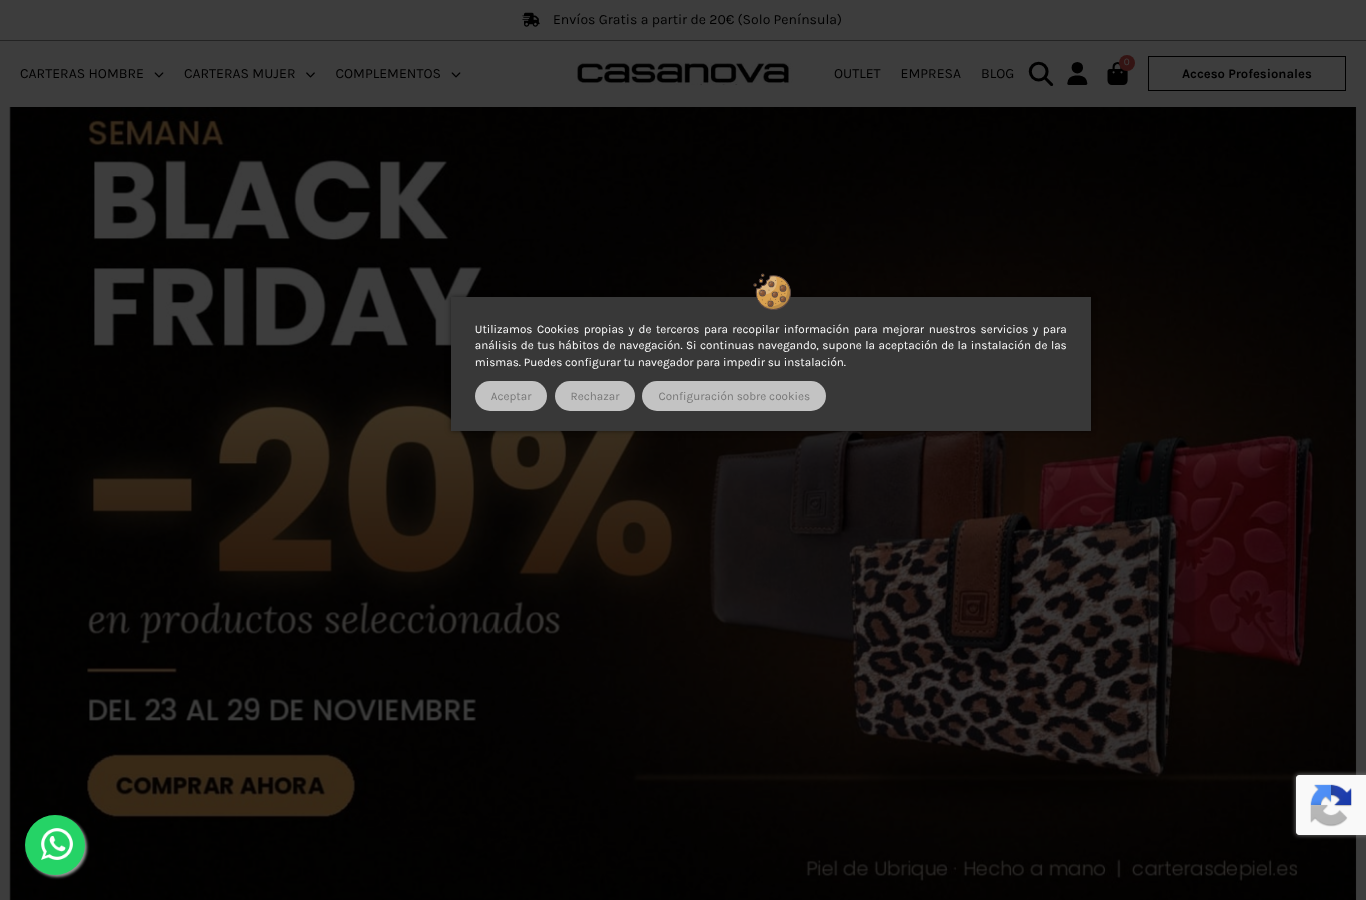 Envíos Gratis a partir de 20€ (Solo Península)
CARTERAS HOMBRE
CARTERAS MUJER
COMPLEMENTOS
casanova
OUTLET
EMPRESA
BLOG
0
Acceso Profesionales
SEMANA
BLACK
FRIDAY
Utilizamos Cookies propias y de terceros para recopilar información para mejorar nuestros servicios y para
análisis de tus hábitos de navegación. Si continuas navegando, supone la aceptación de la instalación de las
mismas. Puedes configurar tu navegador para impedir su instalación.
Aceptar
Rechazar
Configuración sobre cookies
-20%
en productos seleccionados
DEL 23 AL 29 DE NOVIEMBRE
COMPRAR AHORA
Piel de Ubrique · Hecho a mano | carterasdepiel.es